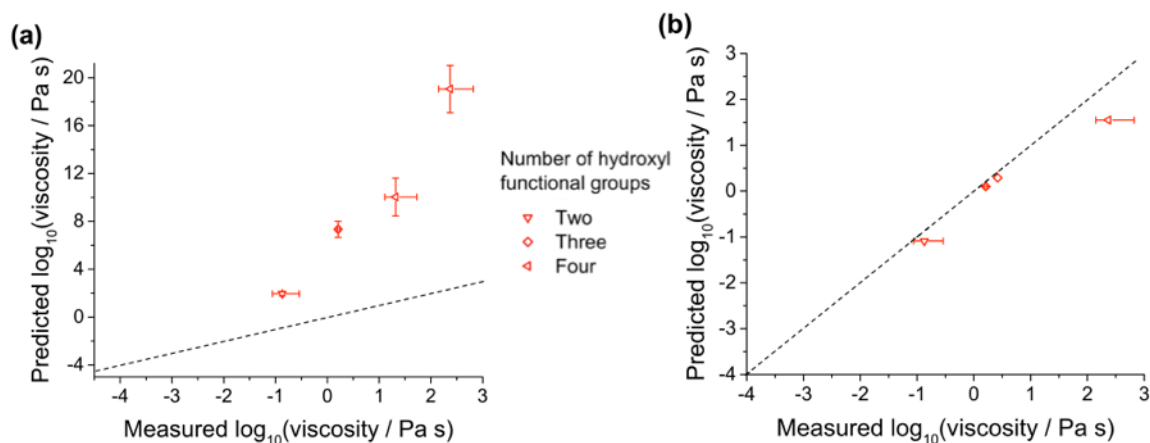 (a)
Predicted log₁₀(viscosity / Pa s)
20
16
12
8
4
0
-4
-4 -3 -2 -1 0 1 2 3
Measured log₁₀(viscosity / Pa s)
Number of hydroxyl
functional groups
Two
Three
Four
(b)
Predicted log₁₀(viscosity / Pa s)
3
2
1
0
-1
-2
-3
-4
-4 -3 -2 -1 0 1 2 3
Measured log₁₀(viscosity / Pa s)